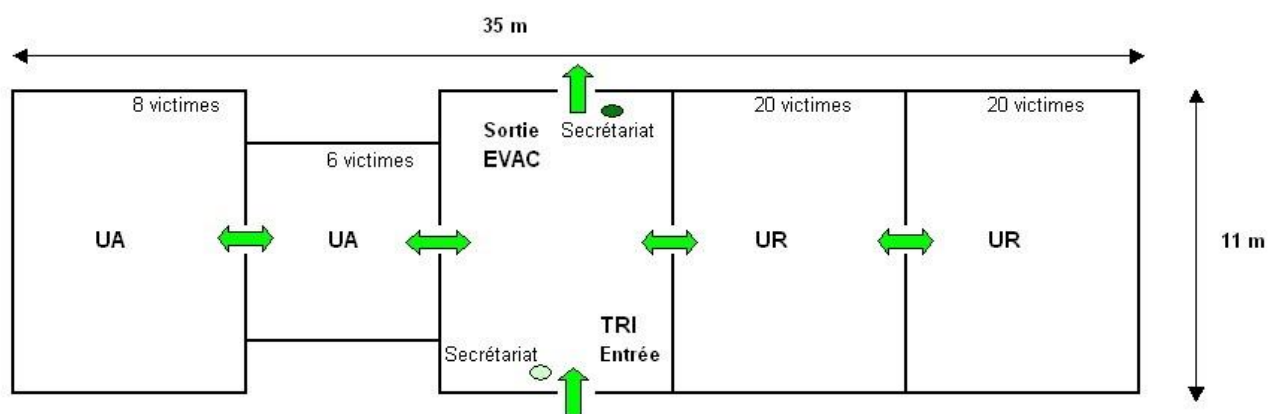 35 m
8 victimes
6 victimes
Sortie
EVAC
Secrétariat
20 victimes
20 victimes
UA
UA
UR
UR
11 m
TRI
Entrée
Secrétariat